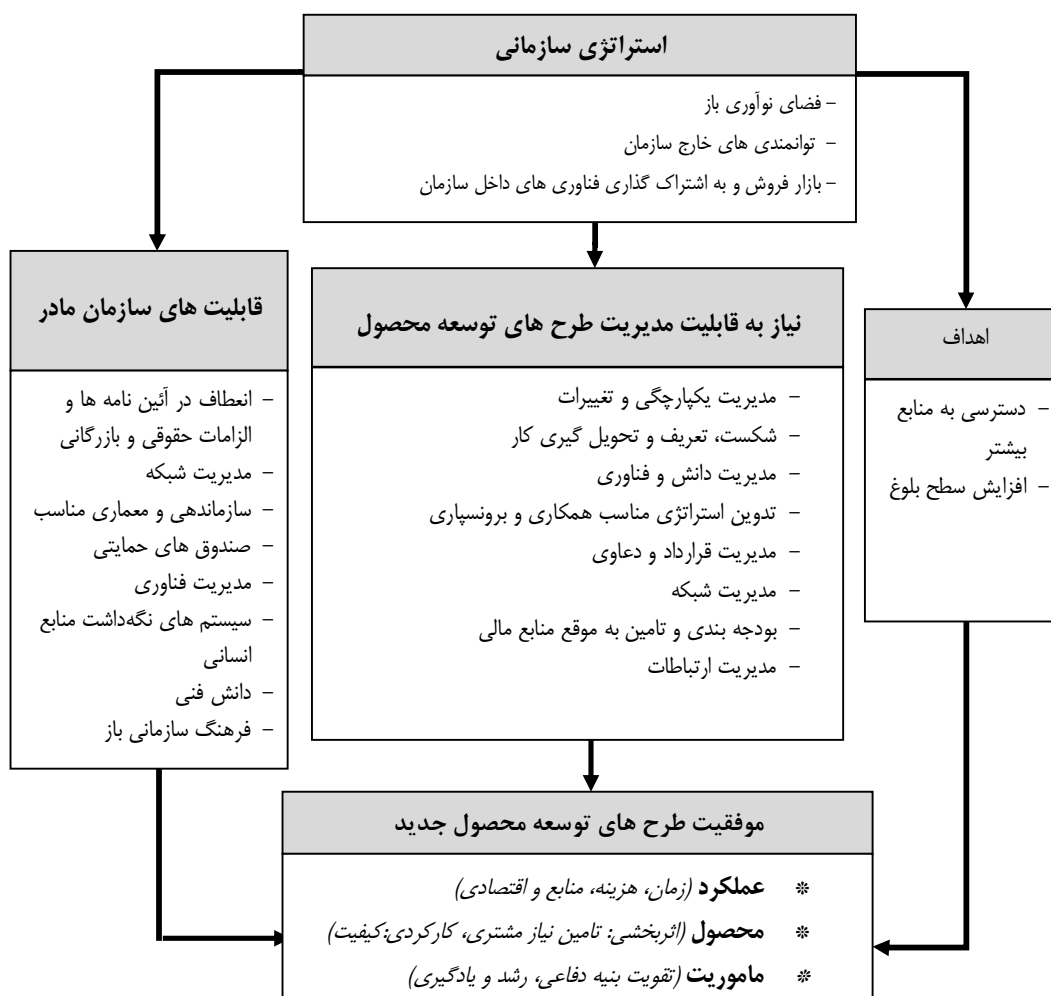 استراتژی سازمانی
– فضای نوآوری باز
– توانمندی های خارج سازمان
– بازار فروش و به اشتراک گذاری فناوری های داخل سازمان
قابلیت های سازمان مادر
– انعطاف در آئین نامه ها و
الزامات حقوقی و بازرگانی
– مدیریت شبکه
– سازماندهی و معماری مناسب
– صندوق های حمایتی
– مدیریت فناوری
– سیستم های نگه‌داشت منابع
انسانی
– دانش فنی
– فرهنگ سازمانی باز
نیاز به قابلیت مدیریت طرح های توسعه محصول
– مدیریت یکپارچگی و تغییرات
– شکست، تعریف و تحویل گیری کار
– مدیریت دانش و فناوری
– تدوین استراتژی مناسب همکاری و برونسپاری
– مدیریت قرارداد و دعاوی
– مدیریت شبکه
– بودجه بندی و تامین به موقع منابع مالی
– مدیریت ارتباطات
اهداف
– دسترسی به منابع
بیشتر
– افزایش سطح بلوغ
موفقیت طرح های توسعه محصول جدید
* عملکرد (زمان، هزینه، منابع و اقتصادی)
* محصول (اثربخشی: تامین نیاز مشتری، کارکردی:کیفیت)
* ماموریت (تقویت بنیه دفاعی، رشد و یادگیری)